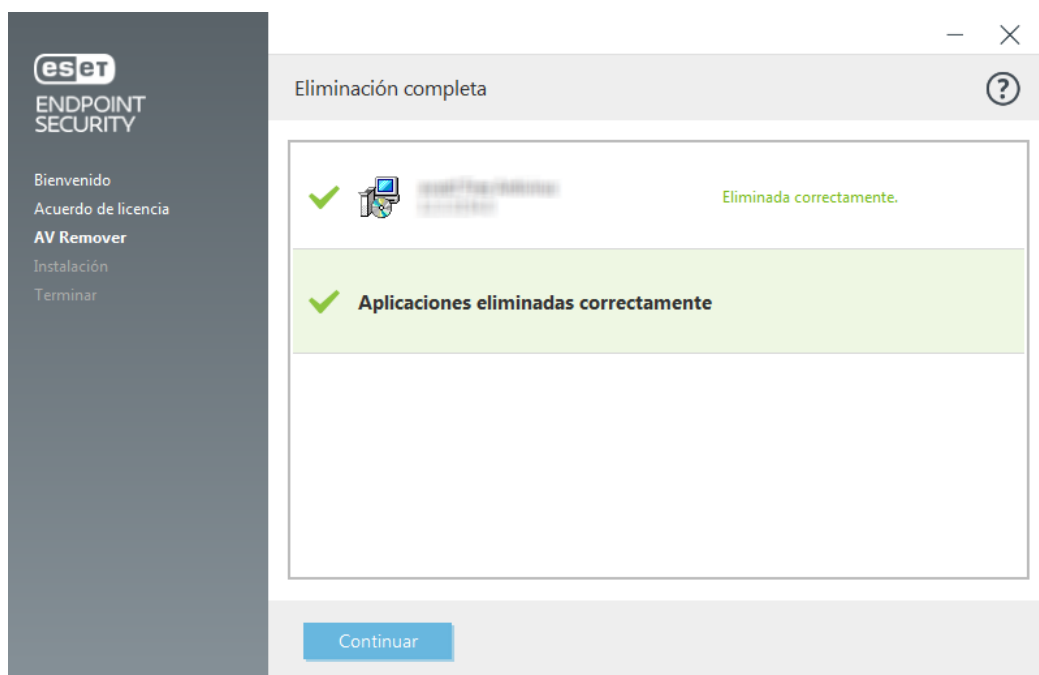 eset
ENDPOINT
SECURITY
Bienvenido
Acuerdo de licencia
AV Remover
Instalación
Terminar
Eliminación completa
?
Eliminada correctamente.
Aplicaciones eliminadas correctamente
Continuar